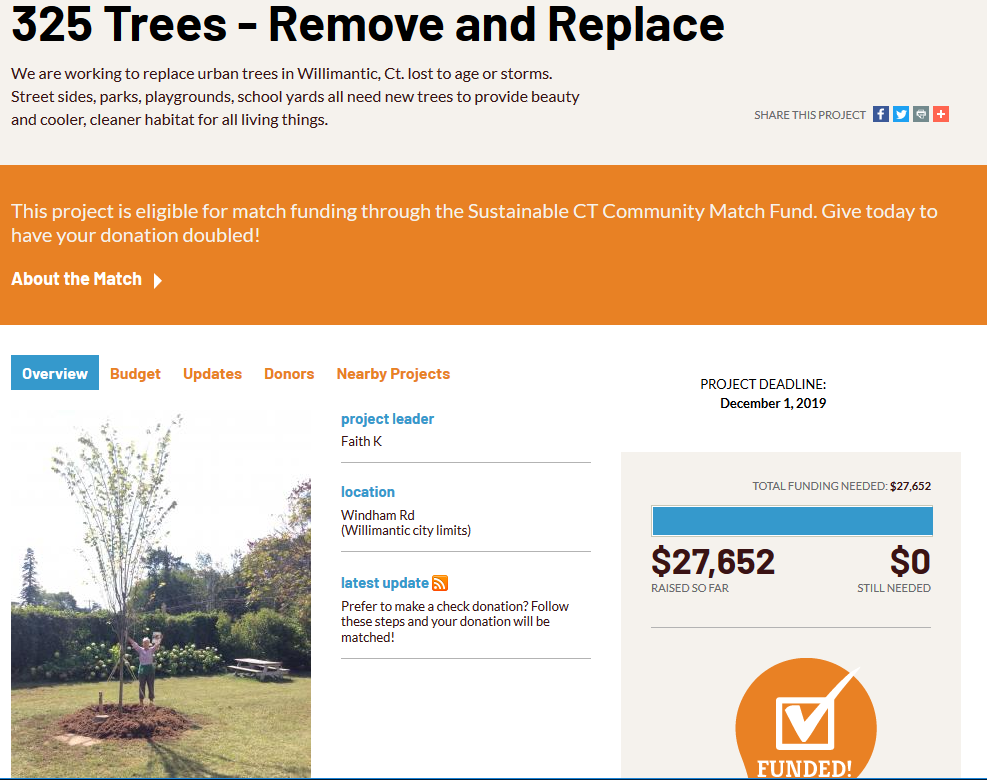 325 Trees - Remove and Replace
We are working to replace urban trees in Willimantic, Ct. lost to age or storms.
Street sides, parks, playgrounds, school yards all need new trees to provide beauty
and cooler, cleaner habitat for all living things.
SHARE THIS PROJECT
This project is eligible for match funding through the Sustainable CT Community Match Fund. Give today to
have your donation doubled!
About the Match
Overview Budget Updates Donors Nearby Projects
project leader
Faith K
location
Windham Rd
(Willimantic city limits)
latest update
Prefer to make a check donation? Follow
these steps and your donation will be
matched!
PROJECT DEADLINE:
December 1, 2019
TOTAL FUNDING NEEDED: $27,652
$27,652 $0
RAISED SO FAR STILL NEEDED
FUNDED!